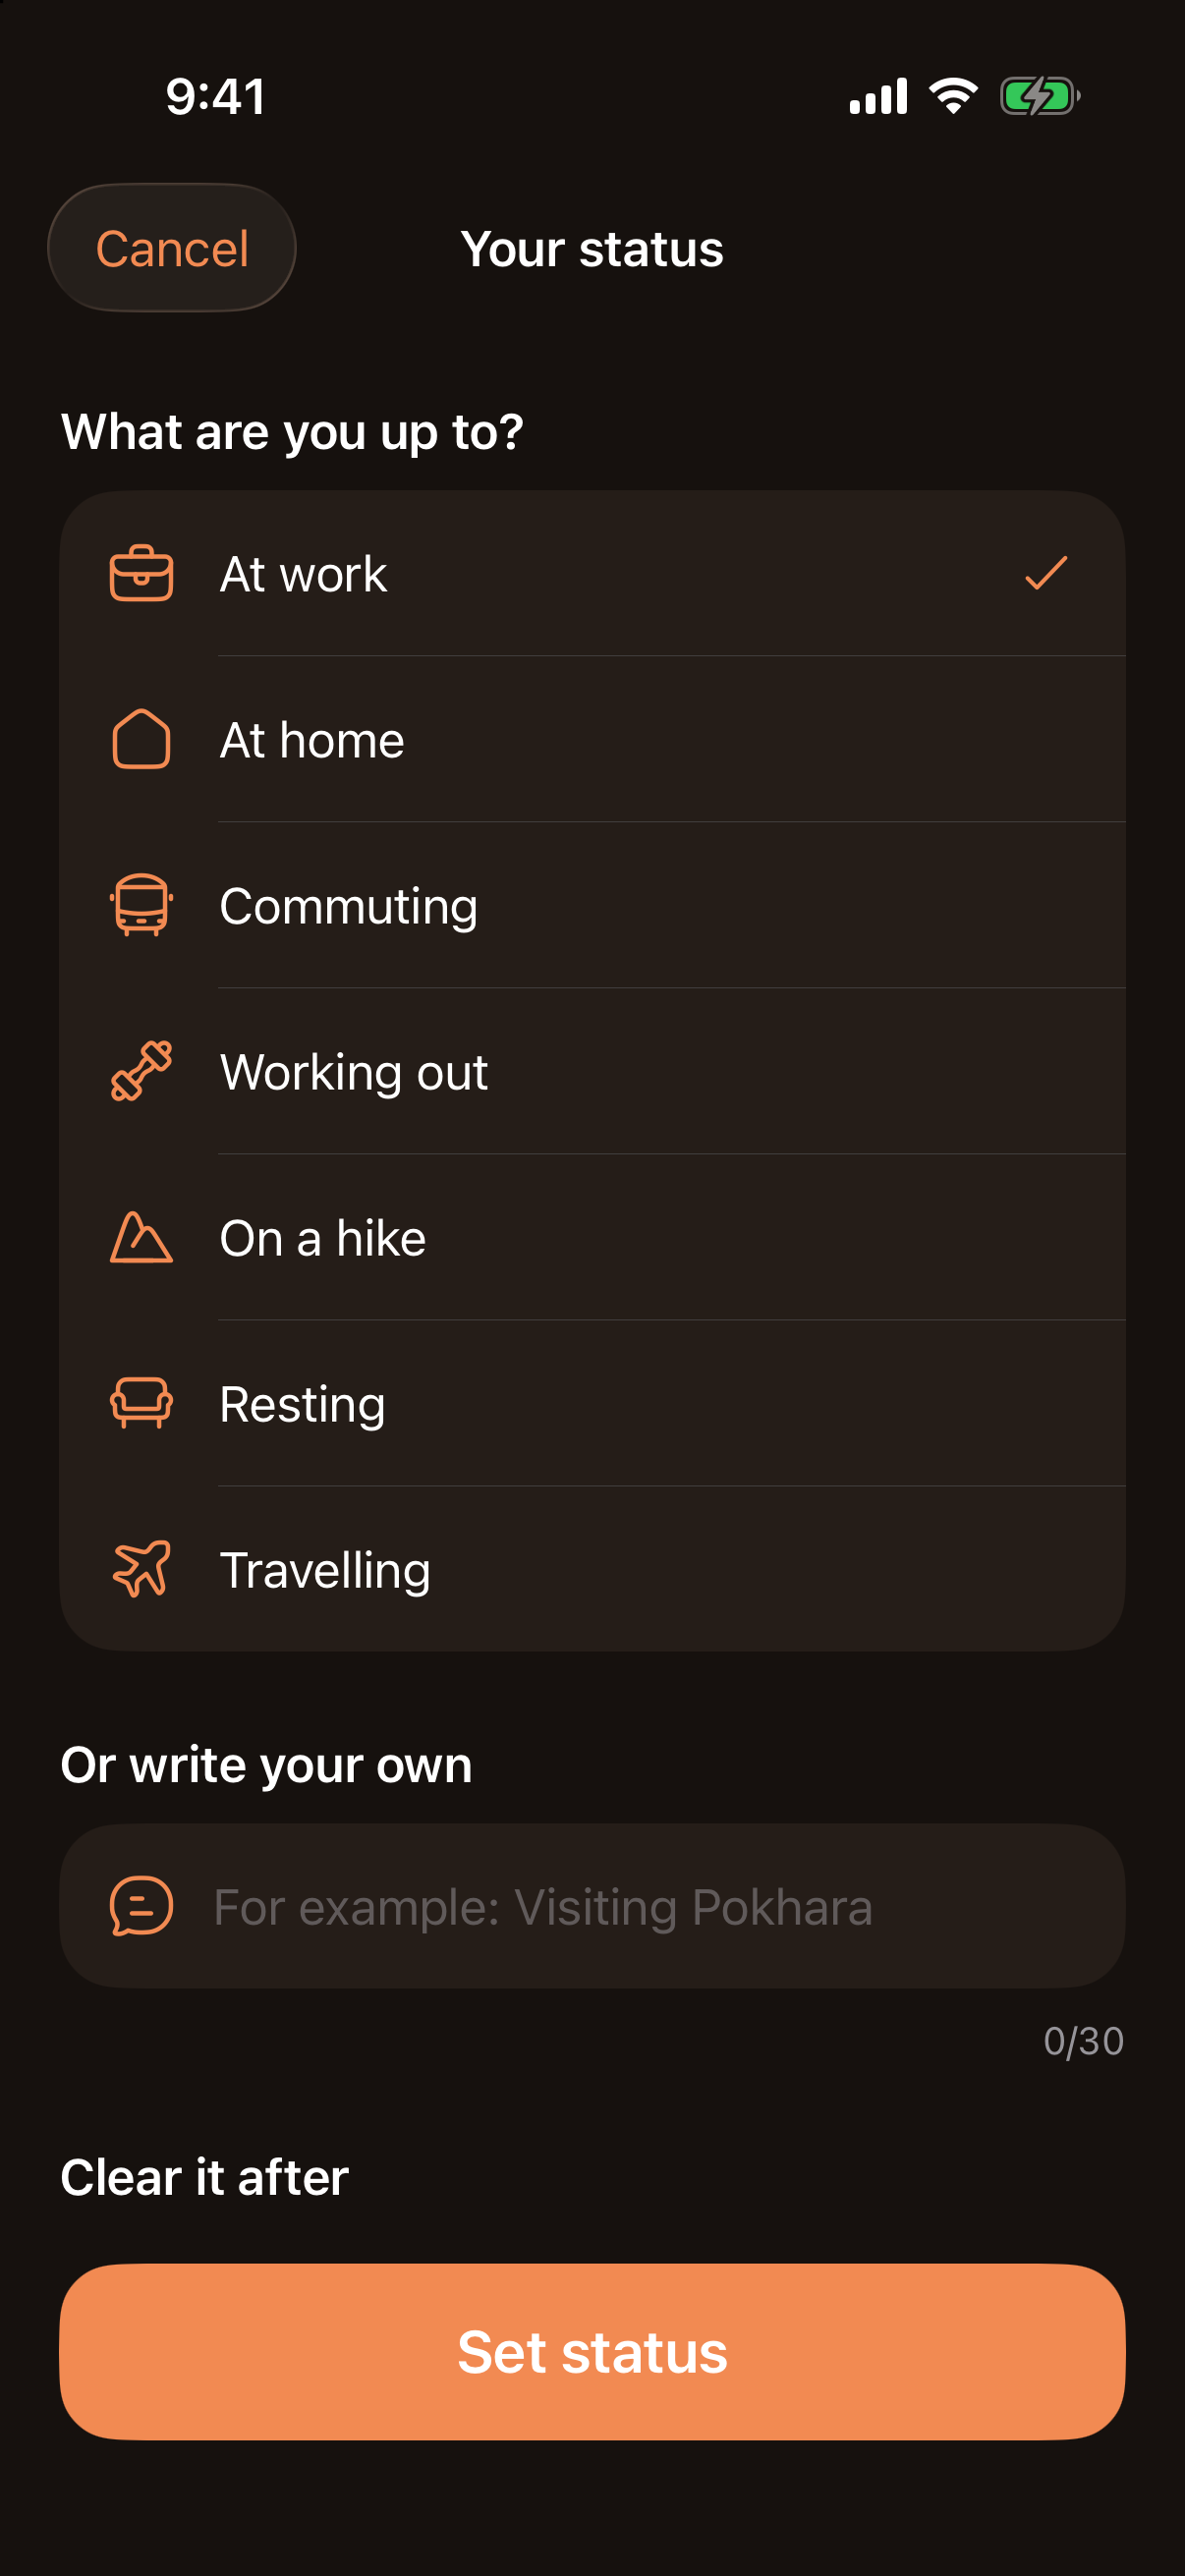 9:41
Cancel
Your status
What are you up to?
At work
At home
Commuting
Working out
On a hike
Resting
Travelling
Or write your own
For example: Visiting Pokhara
0/30
Clear it after
Set status